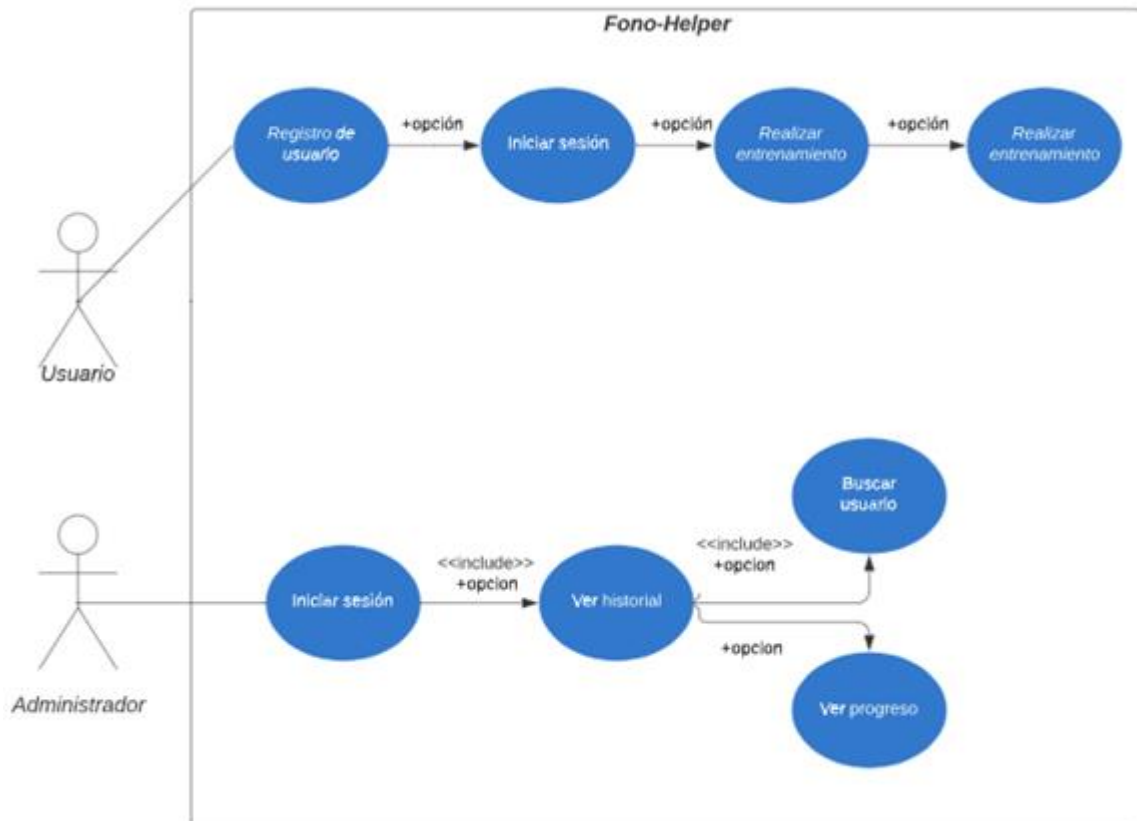 Fono-Helper
Registro de
usuario
+opción
Iniciar sesión
+opción
Realizar
entrenamiento
+opción
Realizar
entrenamiento
Usuario
Buscar
usuario
<<include>>
+opcion
<<include>>
+opcion
Iniciar sesión
Ver historial
+opcion
Ver progreso
Administrador